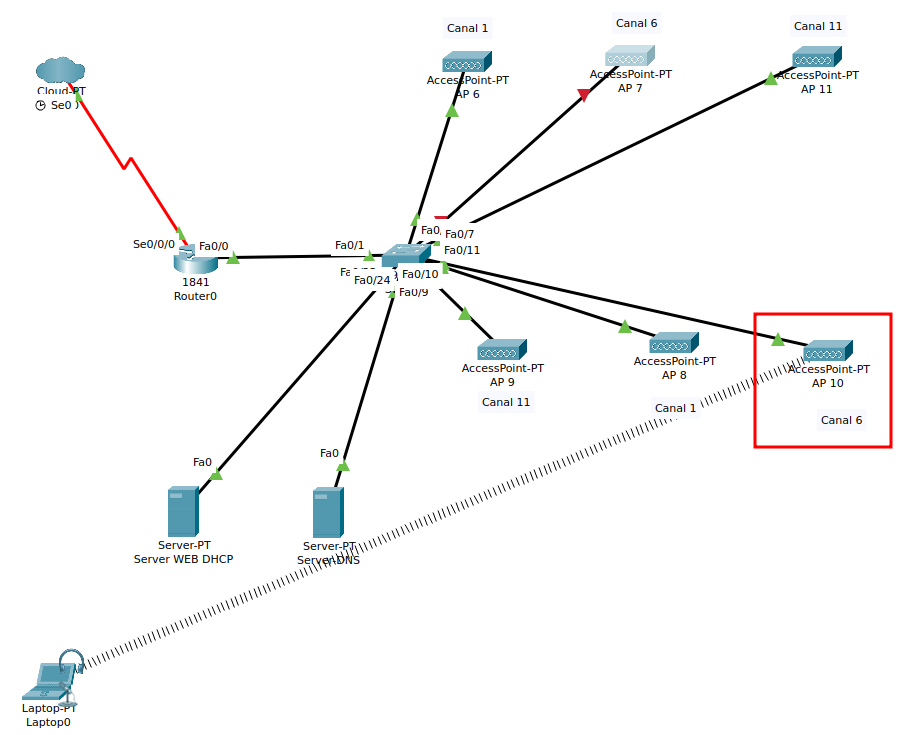 Canal 1
Canal 6
Canal 11
AccessPoint-PT
AP 6
AccessPoint-PT
AP 7
AccessPoint-PT
AP 11
Cloud-PT
Se0
Se0/0/0
Fa0/0
1841
Router0
Fa0/1
Fa0/7
Fa0/11
Fa0/24
Fa0/10
Fa0/9
AccessPoint-PT
AP 9
Canal 11
AccessPoint-PT
AP 8
Canal 1
AccessPoint-PT
AP 10
Canal 6
Fa0
Server-PT
Server WEB DHCP
Fa0
Server-PT
Server DNS
Laptop-PT
Laptop0